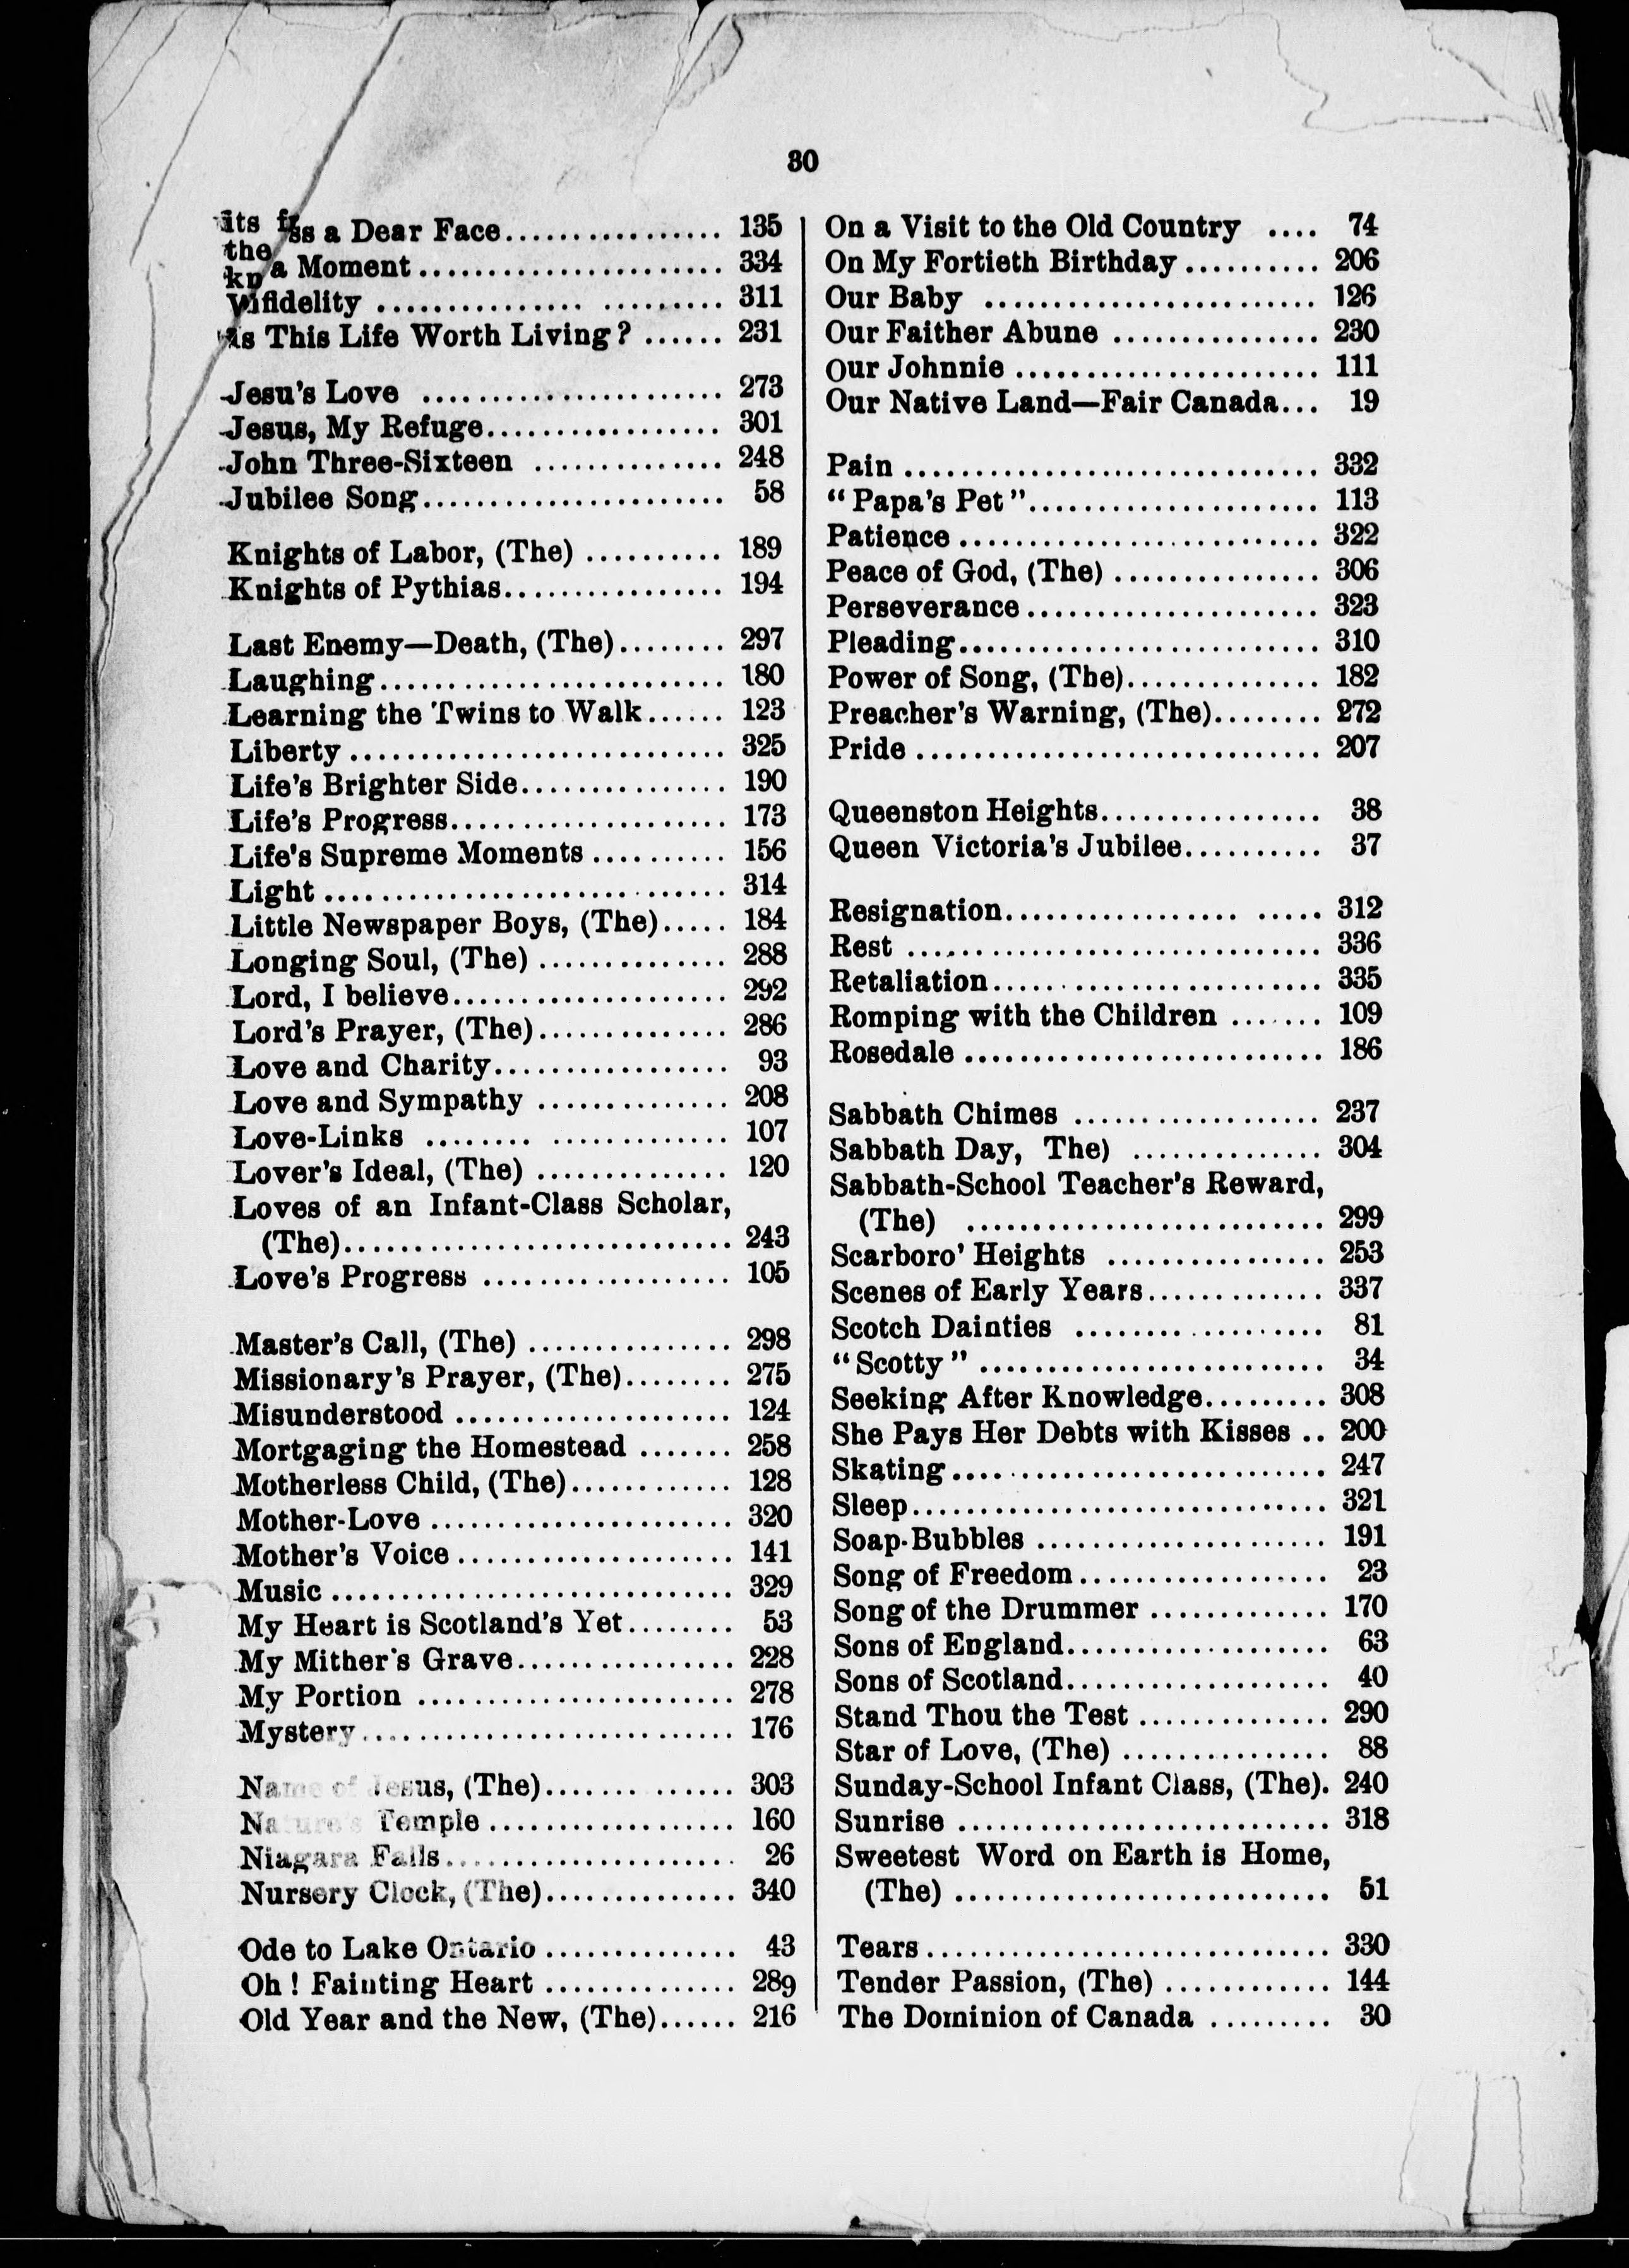 30
its
the
a Dear Face................. 135
a Moment....................... 334
Infidelity ......................... 311
Is This Life Worth Living? ...... 231
Jesu's Love ...................... 273
Jesus, My Refuge................. 301
John Three-Sixteen .............. 248
Jubilee Song...................... 58
Knights of Labor, (The) .......... 189
Knights of Pythias................ 194
Last Enemy—Death, (The)........ 297
Laughing......................... 180
Learning the Twins to Walk...... 123
Liberty ........................... 325
Life's Brighter Side............... 190
Life's Progress.................... 173
Life's Supreme Moments .......... 156
Light ............................. 314
Little Newspaper Boys, (The)..... 184
Longing Soul, (The) .............. 288
Lord, I believe.................... 292
Lord's Prayer, (The).............. 286
Love and Charity................. 93
Love and Sympathy .............. 208
Love-Links ........ ............. 107
Lover's Ideal, (The) .............. 120
Loves of an Infant-Class Scholar,
(The)............................ 243
Love's Progress .................. 105
Master's Call, (The) ............... 298
Missionary's Prayer, (The)........ 275
Misunderstood .................... 124
Mortgaging the Homestead ....... 258
Motherless Child, (The)............ 128
Mother-Love ...................... 320
Mother's Voice.................... 141
Music ............................. 329
My Heart is Scotland's Yet........ 53
My Mither's Grave................ 228
My Portion ....................... 278
Mystery........................... 176
Name of Jesus, (The).............. 303
Nature's Temple .................. 160
Niagara Falls..................... 26
Nursery Clock, (The).............. 340
Ode to Lake Ontario .............. 43
Oh ! Fainting Heart .............. 289
Old Year and the New, (The)...... 216
On a Visit to the Old Country .... 74
On My Fortieth Birthday .......... 206
Our Baby ........................ 126
Our Faither Abune ............... 230
Our Johnnie ...................... 111
Our Native Land—Fair Canada... 19
Pain .............................. 332
"Papa's Pet"..................... 113
Patience .......................... 322
Peace of God, (The) ............... 306
Perseverance ..................... 323
Pleading.......................... 310
Power of Song, (The).............. 182
Preacher's Warning, (The)........ 272
Pride ............................. 207
Queenston Heights................ 38
Queen Victoria's Jubilee.......... 37
Resignation................. ..... 312
Rest .............................. 336
Retaliation........................ 335
Romping with the Children ....... 109
Rosedale .......................... 186
Sabbath Chimes .................. 237
Sabbath Day, The) .............. 304
Sabbath-School Teacher's Reward,
(The) .......................... 299
Scarboro' Heights ................ 253
Scenes of Early Years............. 337
Scotch Dainties .................. 81
"Scotty" ......................... 34
Seeking After Knowledge......... 308
She Pays Her Debts with Kisses .. 200
Skating........................... 247
Sleep.............................. 321
Soap-Bubbles ..................... 191
Song of Freedom.................. 23
Song of the Drummer ............. 170
Sons of England................... 63
Sons of Scotland................... 40
Stand Thou the Test .............. 290
Star of Love, (The) ............... 88
Sunday-School Infant Class, (The). 240
Sunrise ........................... 318
Sweetest Word on Earth is Home,
(The) ........................... 51
Tears............................. 330
Tender Passion, (The) ............ 144
The Dominion of Canada ......... 30